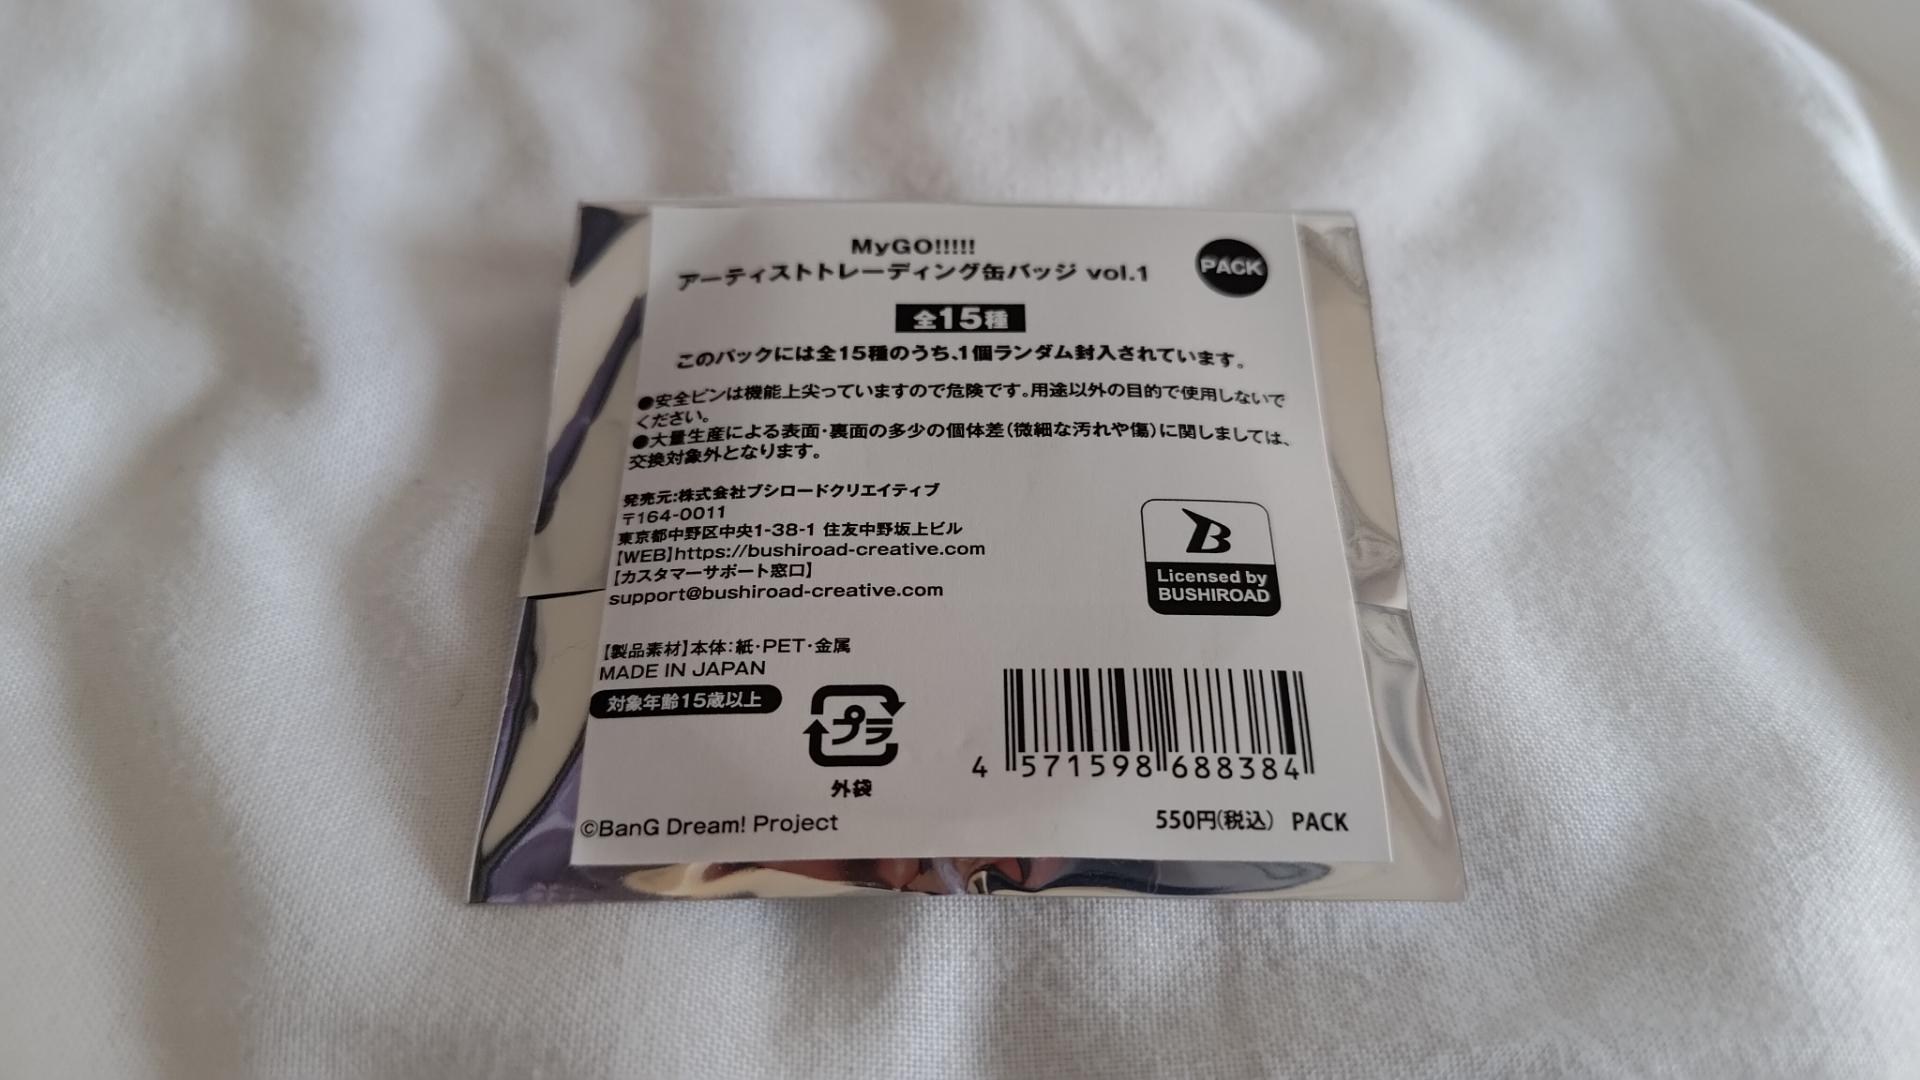 MyGO!!!!!
アーティストトレーディング缶バッジ vol.1
PACK
全15種
このパックには全15種のうち、1個ランダム封入されています。
●安全ピンは機能上尖っていますので危険です。用途以外の目的で使用しないで
ください。
●大量生産による表面・裏面の多少の個体差(微細な汚れや傷)に関しましては、
交換対象外となります。
発売元:株式会社ブシロードクリエイティブ
〒164-0011
東京都中野区中央1-38-1 住友中野坂上ビル
【WEB】https://bushiroad-creative.com
【カスタマーサポート窓口】
support@bushiroad-creative.com
B
Licensed by
BUSHIROAD
【製品素材】本体:紙・PET・金属
MADE IN JAPAN
対象年齢15歳以上
プラ
外袋
4 571598 688384
©BanG Dream! Project
550円(税込) PACK